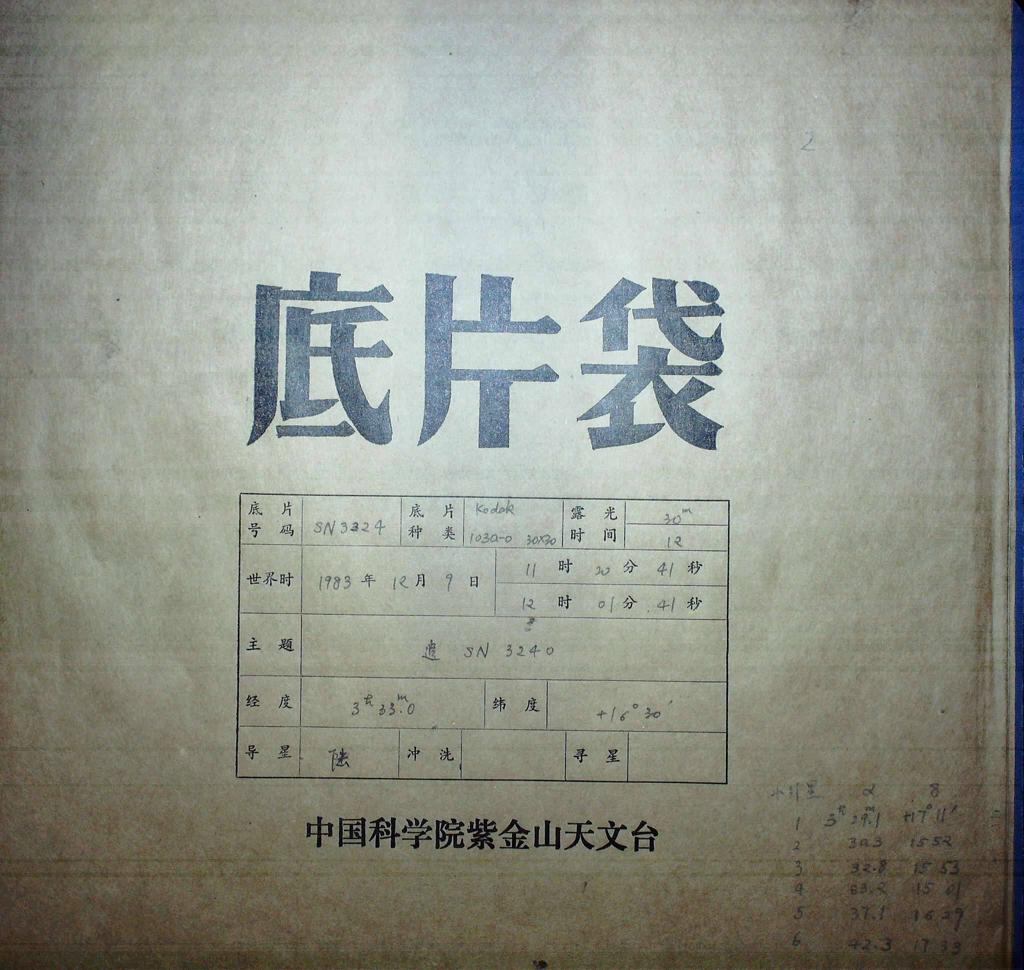 2
底片袋
底片号码 SN3324 底片种类 Kodak 103a-O 30×30 露光时间 30ᵐ 12
世界时 1983年 12月 9日 11时 20分 41秒
12时 01分 41秒
主题 追 SN 3240
经度 3ʰ 33ᵐ.0 纬度 +16° 30′
导星 陆 冲洗 寻星
中国科学院紫金山天文台
小行星 α δ
1 3ʰ 29ᵐ.1 +17° 11′
2 30.3 15 52
3 32.8 15 53
4 33.2 15 01
5 37.1 16 29
6 42.3 17 33